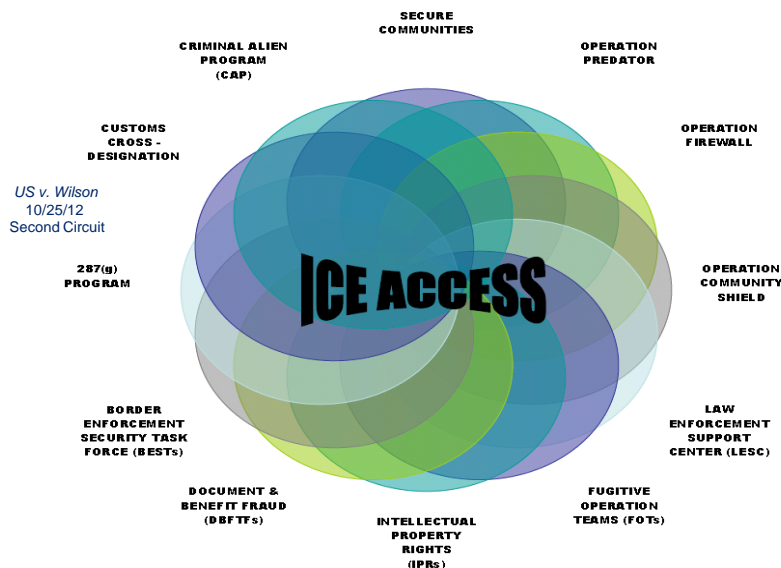 SECURE
COMMUNITIES
CRIMINAL ALIEN
PROGRAM
(CAP)
OPERATION
PREDATOR
CUSTOMS
CROSS -
DESIGNATION
OPERATION
FIREWALL
US v. Wilson
10/25/12
Second Circuit
287(g)
PROGRAM
ICE ACCESS
OPERATION
COMMUNITY
SHIELD
BORDER
ENFORCEMENT
SECURITY TASK
FORCE (BESTs)
LAW
ENFORCEMENT
SUPPORT
CENTER (LESC)
DOCUMENT &
BENEFIT FRAUD
(DBFTFs)
INTELLECTUAL
PROPERTY
RIGHTS
(IPRs)
FUGITIVE
OPERATION
TEAMS (FOTs)